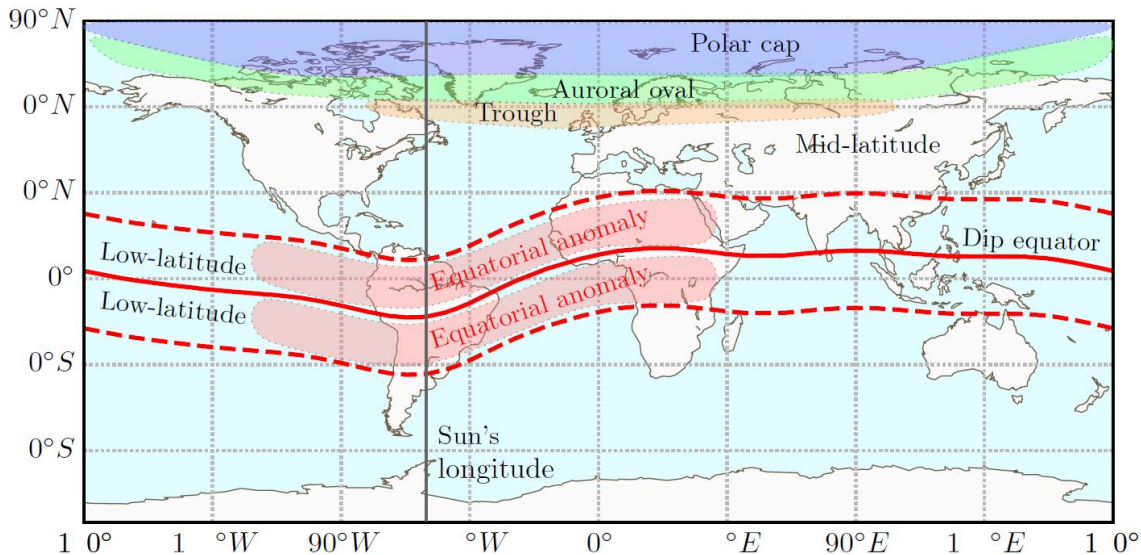 90°N
Polar cap
Auroral oval
0°N
Trough
Mid-latitude
0°N
Low-latitude
Equatorial anomaly
Dip equator
0°
Low-latitude
Equatorial anomaly
0°S
Sun's
longitude
0°S
1 0° 1 °W 90°W °W 0° °E 90°E 1 °E 1 0°